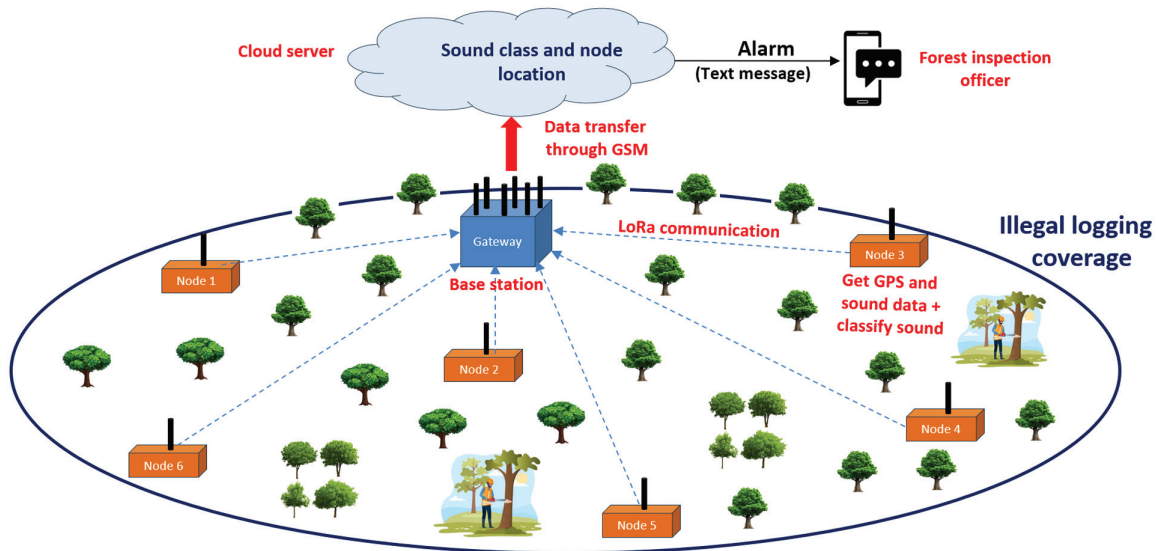 Cloud server
Sound class and node
location
Alarm
(Text message)
Forest inspection
officer
Data transfer
through GSM
Gateway
LoRa communication
Illegal logging
coverage
Node 1
Node 3
Base station
Get GPS and
sound data +
classify sound
Node 2
Node 4
Node 6
Node 5